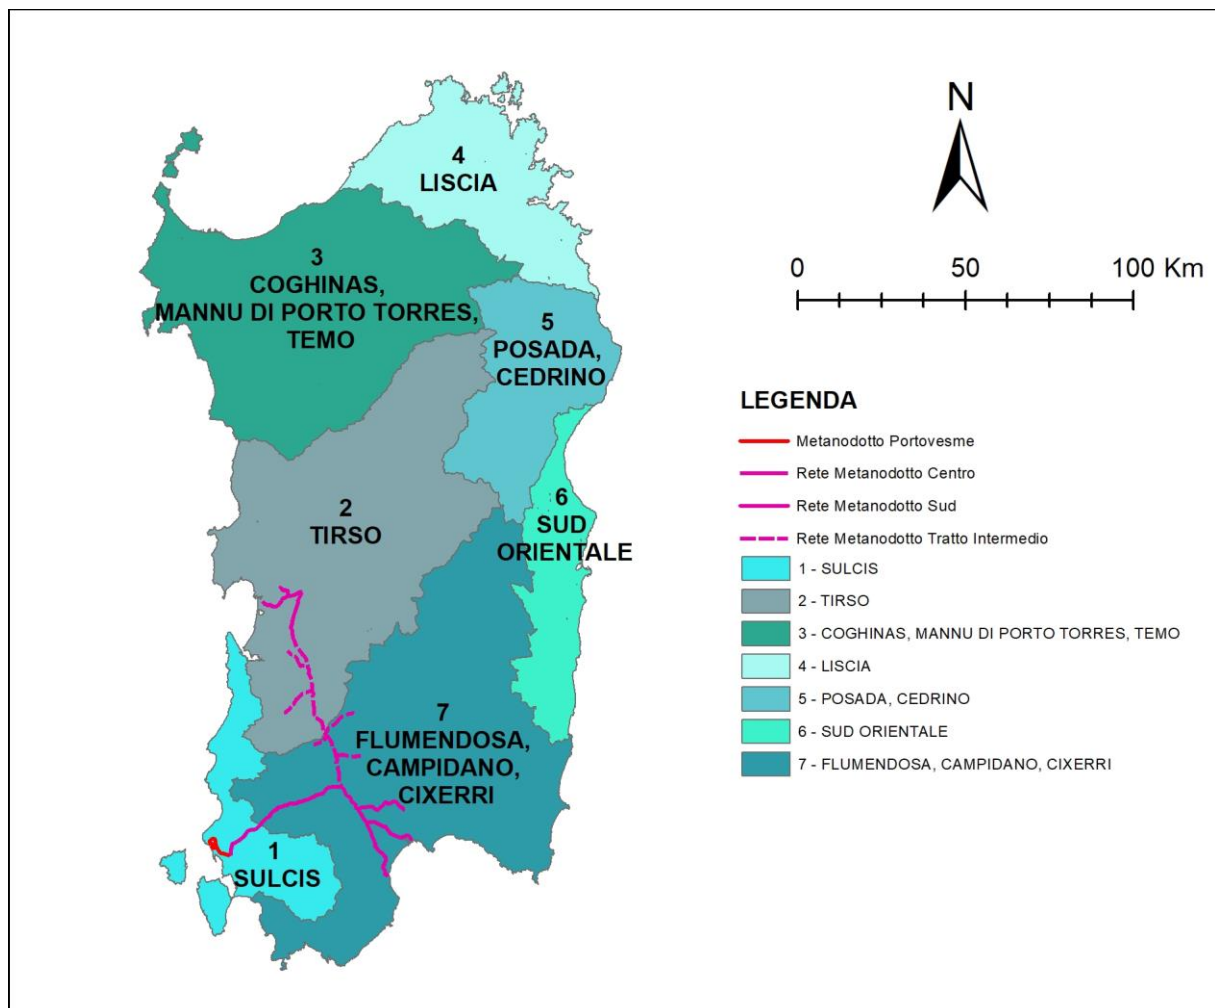 N
0 50 100 Km
4
LISCIA
3
COGHINAS,
MANNU DI PORTO TORRES,
TEMO
5
POSADA,
CEDRINO
2
TIRSO
6
SUD
ORIENTALE
7
FLUMENDOSA,
CAMPIDANO,
CIXERRI
1
SULCIS
LEGENDA
Metanodotto Portovesme
Rete Metanodotto Centro
Rete Metanodotto Sud
Rete Metanodotto Tratto Intermedio
1 - SULCIS
2 - TIRSO
3 - COGHINAS, MANNU DI PORTO TORRES, TEMO
4 - LISCIA
5 - POSADA, CEDRINO
6 - SUD ORIENTALE
7 - FLUMENDOSA, CAMPIDANO, CIXERRI